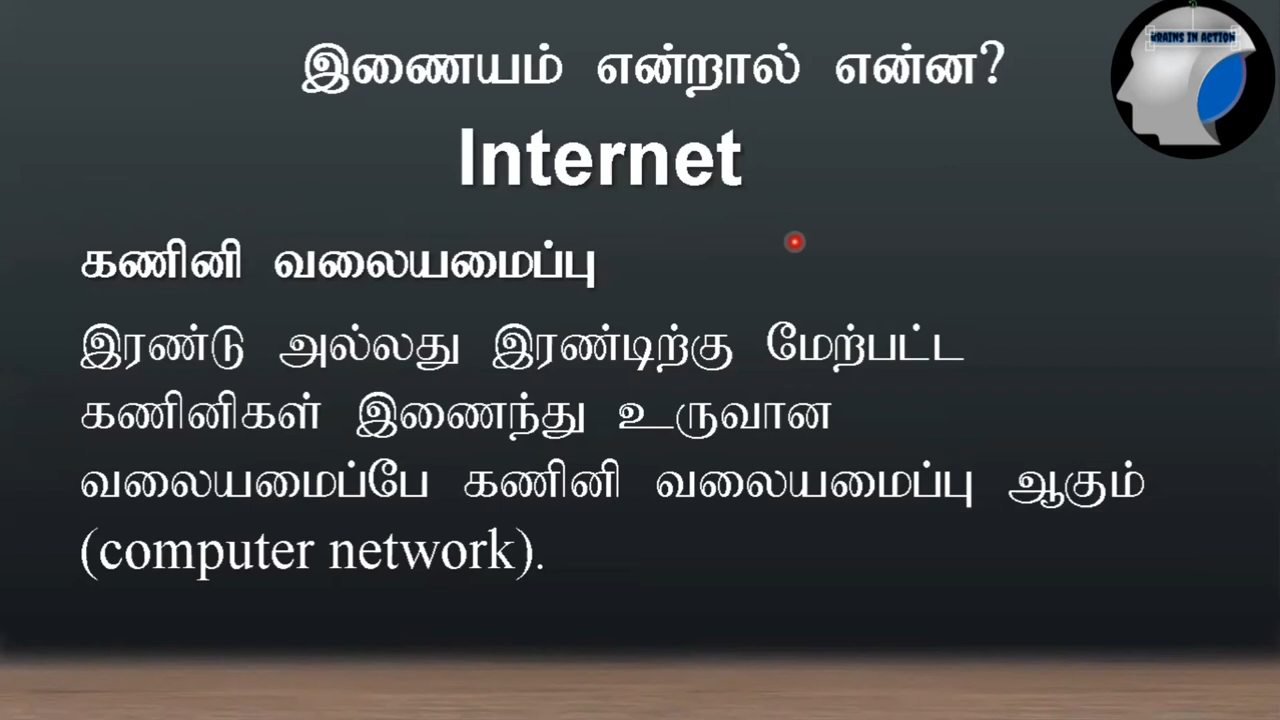 இணையம் என்றால் என்ன?
BRAINS IN ACTION
Internet
கணினி வலையமைப்பு
இரண்டு அல்லது இரண்டிற்கு மேற்பட்ட
கணினிகள் இணைந்து உருவான
வலையமைப்பே கணினி வலையமைப்பு ஆகும்
(computer network).